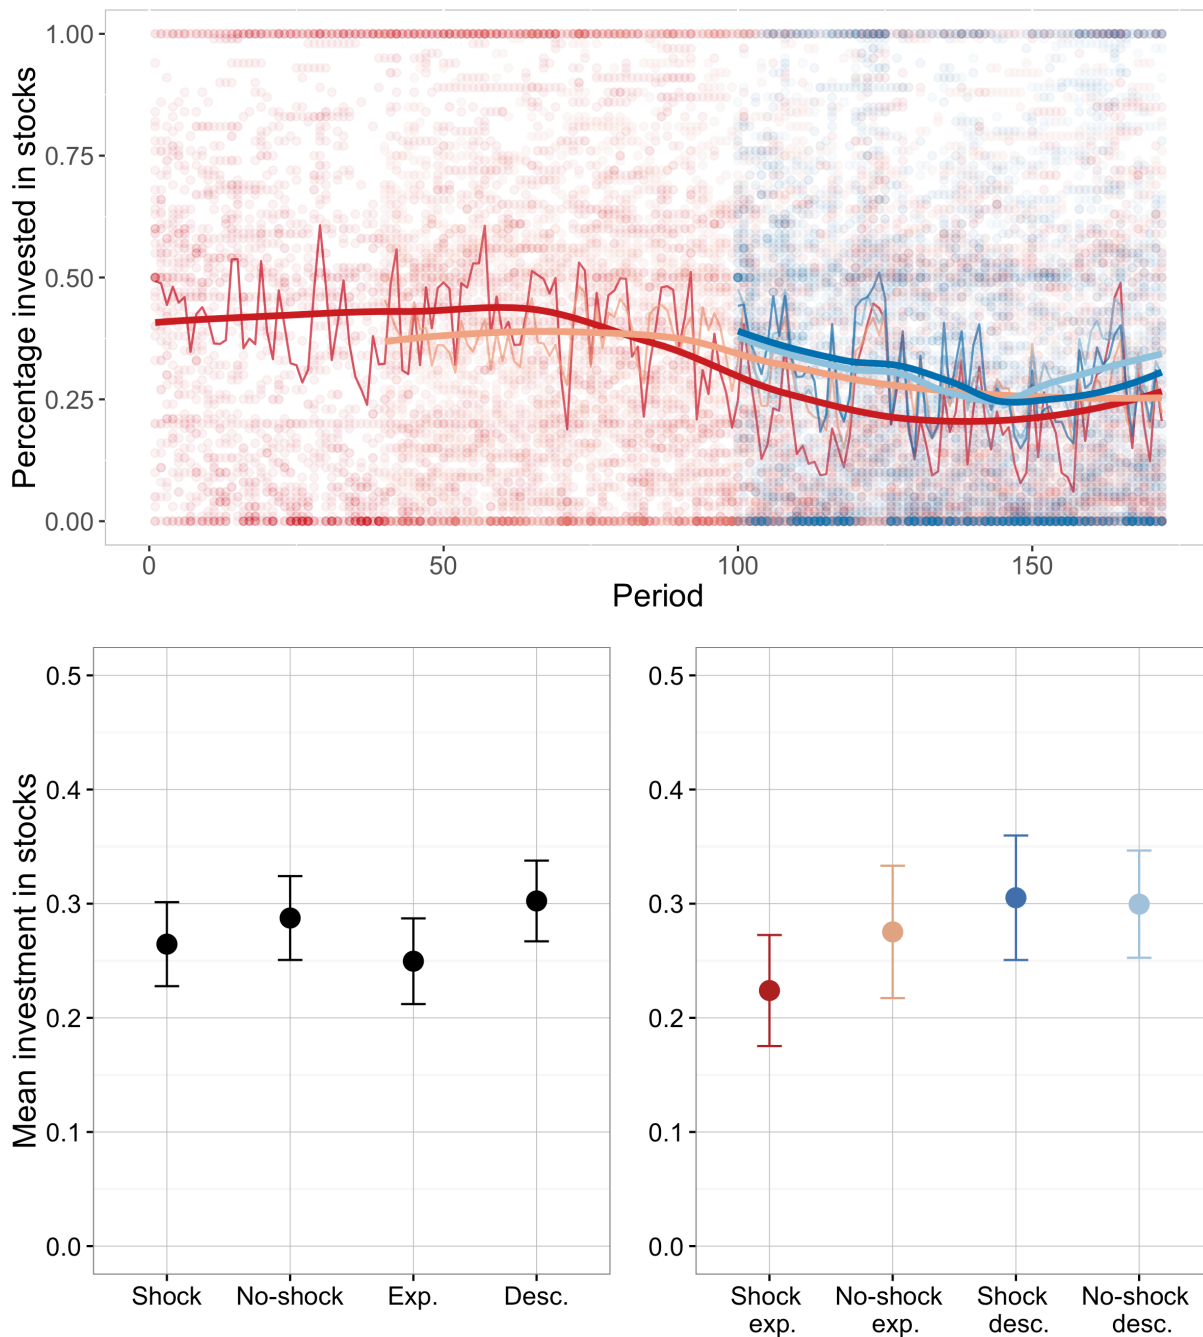 Percentage invested in stocks
1.00
0.75
0.50
0.25
0.00
0 50 100 150
Period
Mean investment in stocks
0.5
0.4
0.3
0.2
0.1
0.0
Shock No-shock Exp. Desc.
0.5
0.4
0.3
0.2
0.1
0.0
Shock exp.
No-shock exp.
Shock desc.
No-shock desc.